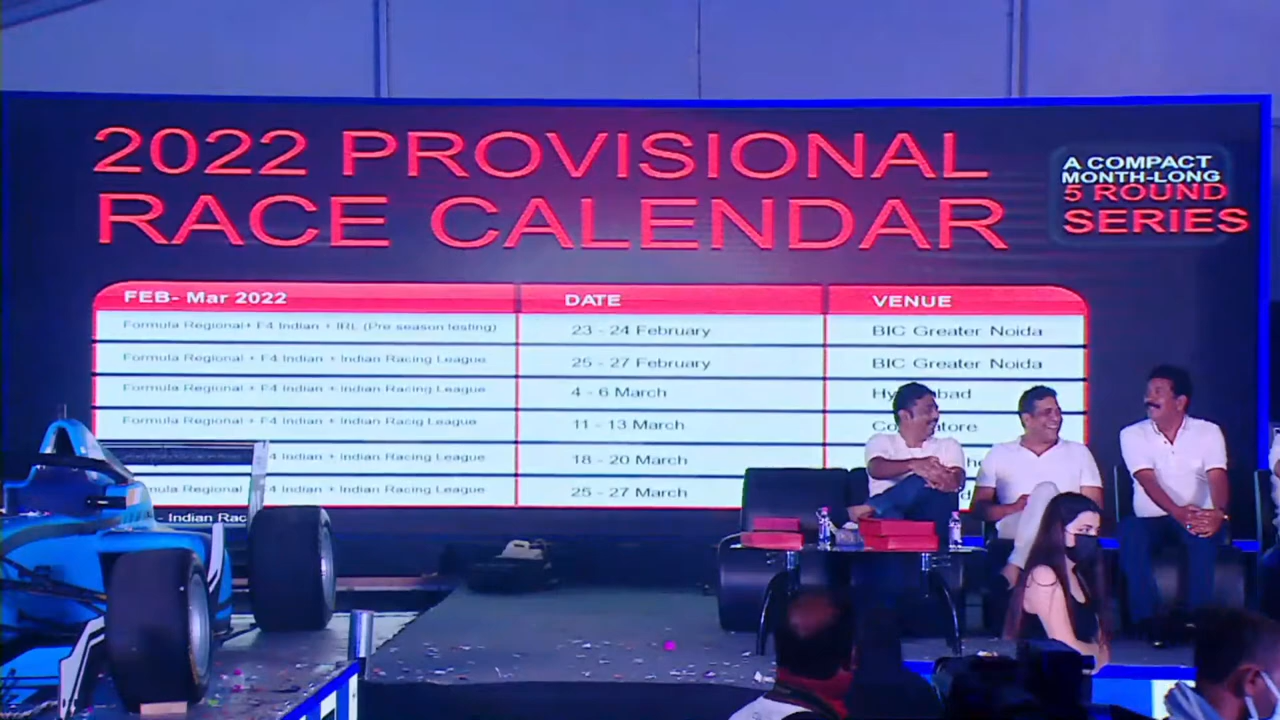 2022 PROVISIONAL
RACE CALENDAR
A COMPACT
MONTH-LONG
5 ROUND
SERIES
FEB- Mar 2022 DATE VENUE
Formula Regional+ F4 Indian + IRL (Pre season testing) 23 - 24 February BIC Greater Noida
Formula Regional + F4 Indian + Indian Racing League 25 - 27 February BIC Greater Noida
Formula Regional + F4 Indian + Indian Racing League 4 - 6 March
Formula Regional + F4 Indian + Indian Racig League 11 - 13 March
Indian + Indian Racing League 18 - 20 March
Regional + F4 Indian + Indian Racing League 25 - 27 March
- Indian Rac